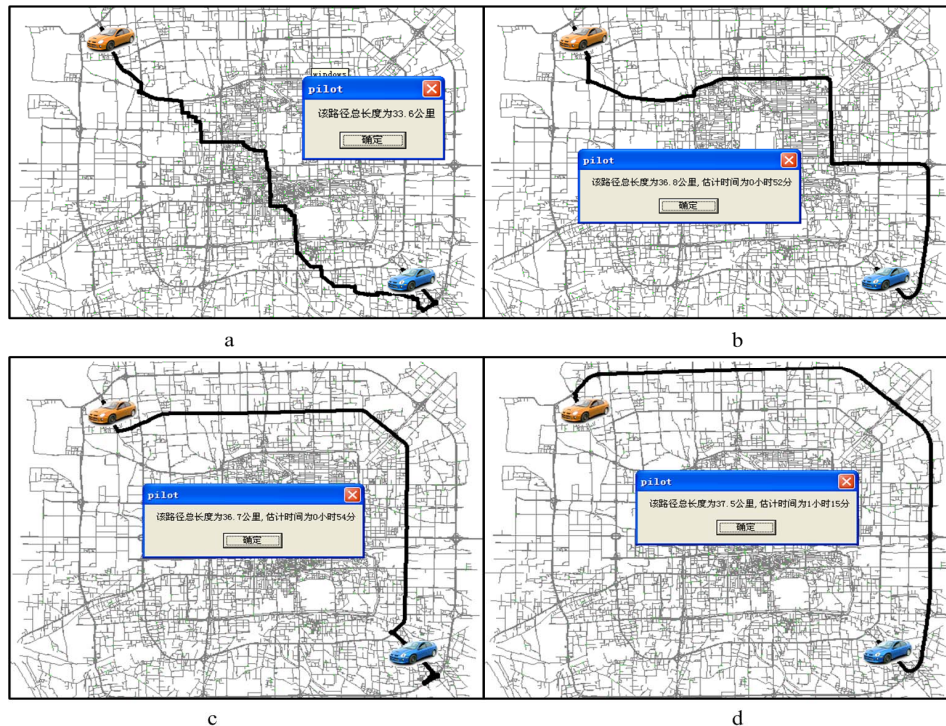 windows
pilot
该路径总长度为33.6公里
确定
pilot
该路径总长度为36.8公里,估计时间为0小时52分
确定
a
b
pilot
该路径总长度为36.7公里,估计时间为0小时54分
确定
pilot
该路径总长度为37.5公里,估计时间为1小时15分
确定
c
d